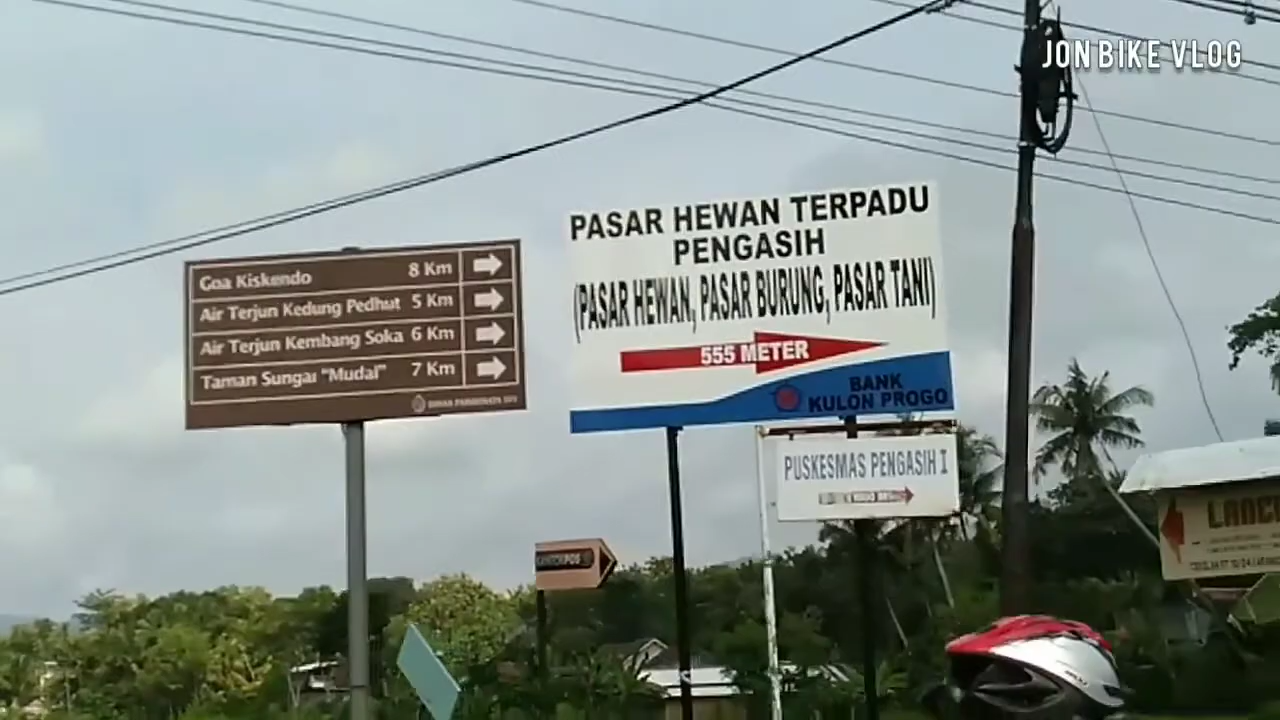 JON BIKE VLOG
Goa Kiskendo 8 Km
Air Terjun Kedung Pedhut 5 Km
Air Terjun Kembang Soka 6 Km
Taman Sungai "Mudal" 7 Km
PASAR HEWAN TERPADU
PENGASIH
(PASAR HEWAN, PASAR BURUNG, PASAR TANI)
555 METER
BANK
KULON PROGO
PUSKESMAS PENGASIH I